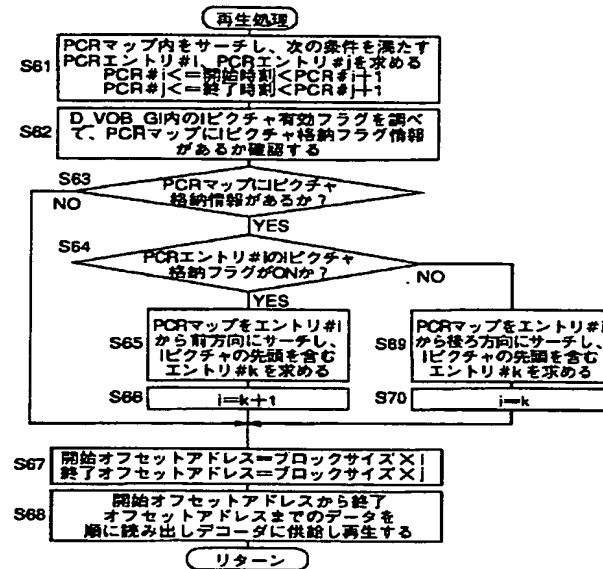 再生処理
S61
PCRマップ内をサーチし、次の条件を満たす
PCRエントリ#i、PCRエントリ#jを求める
PCR#i<=開始時刻<PCR#i+1
PCR#j<=終了時刻<PCR#j+1
S62
D_VOB_GI内のIピクチャ有効フラグを調べ
て、PCRマップにIピクチャ格納フラグ情報
があるか確認する
S63
PCRマップにIピクチャ
格納情報があるか?
NO
YES
S64
PCRエントリ#iのIピクチャ
格納フラグがONか?
NO
YES
S65
PCRマップをエントリ#i
から前方向にサーチし、
Iピクチャの先頭を含む
エントリ#kを求める
S69
PCRマップをエントリ#i
から後ろ方向にサーチし、
Iピクチャの先頭を含む
エントリ#kを求める
S66
i=k+1
S70
i=k
S67
開始オフセットアドレス=ブロックサイズ×i
終了オフセットアドレス=ブロックサイズ×j
S68
開始オフセットアドレスから終了
オフセットアドレスまでのデータを
順に読み出しデコーダに供給し再生する
リターン